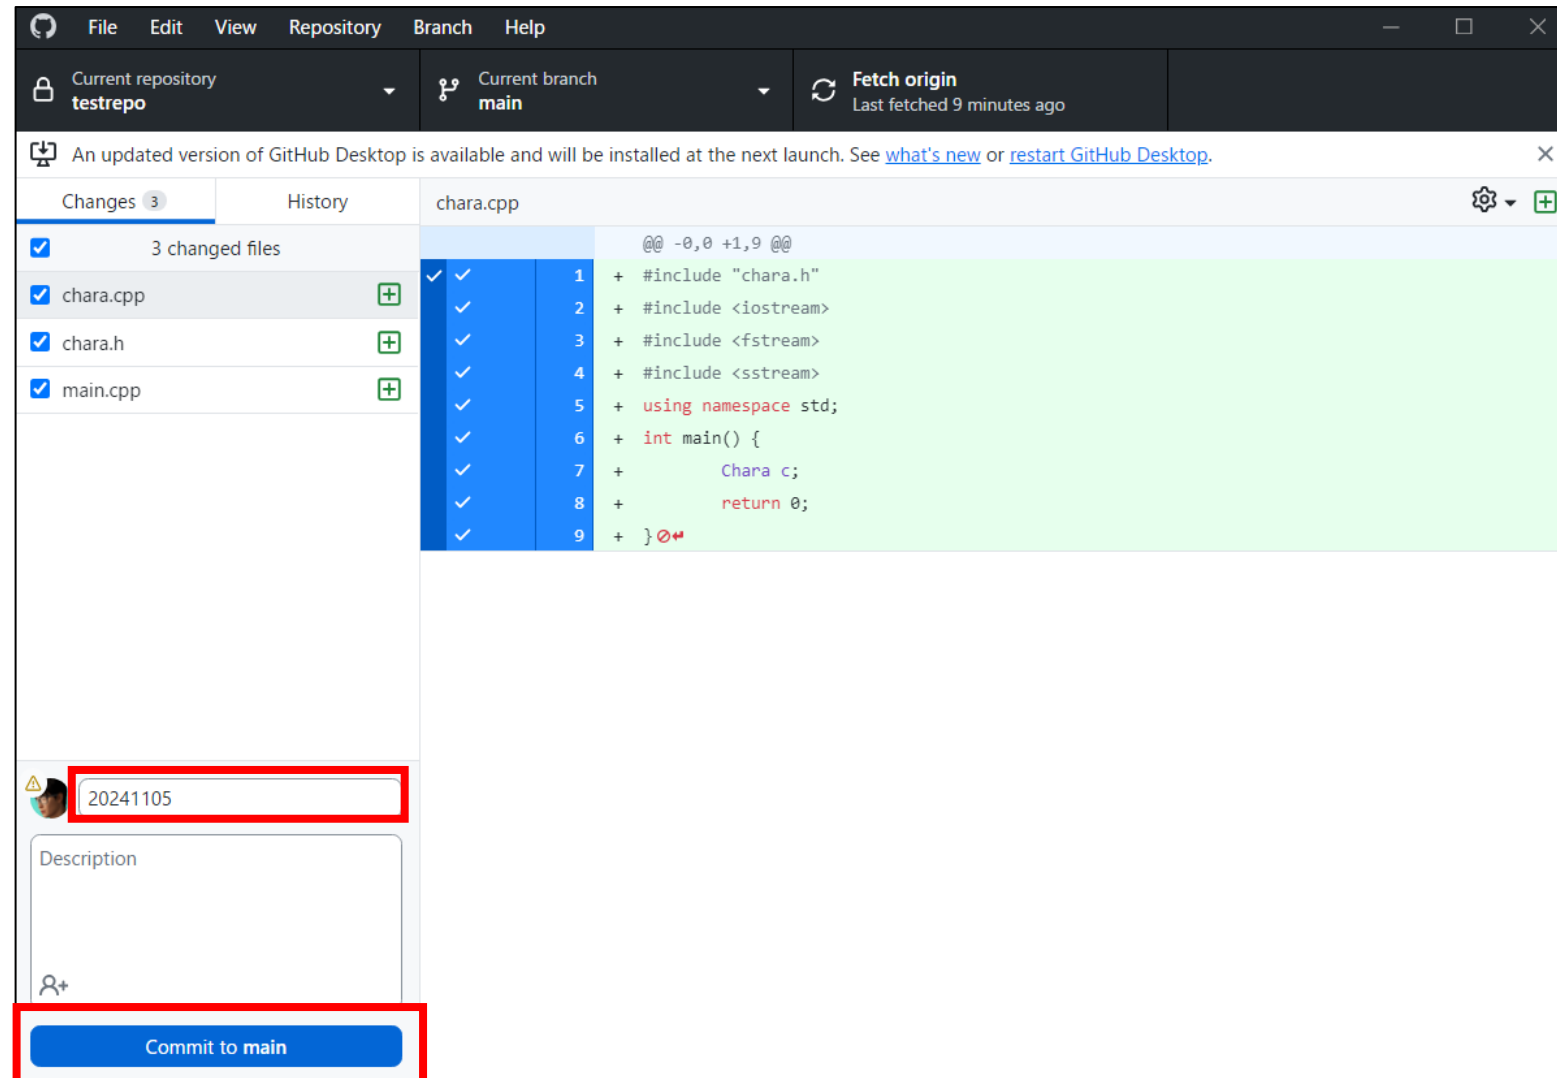 File Edit View Repository Branch Help
Current repository
testrepo
Current branch
main
Fetch origin
Last fetched 9 minutes ago
An updated version of GitHub Desktop is available and will be installed at the next launch. See what's new or restart GitHub Desktop.
Changes 3
History
3 changed files
chara.cpp
chara.h
main.cpp
chara.cpp
@@ -0,0 +1,9 @@
1 + #include "chara.h"
2 + #include <iostream>
3 + #include <fstream>
4 + #include <sstream>
5 + using namespace std;
6 + int main() {
7 + Chara c;
8 + return 0;
9 + }
20241105
Description
Commit to main